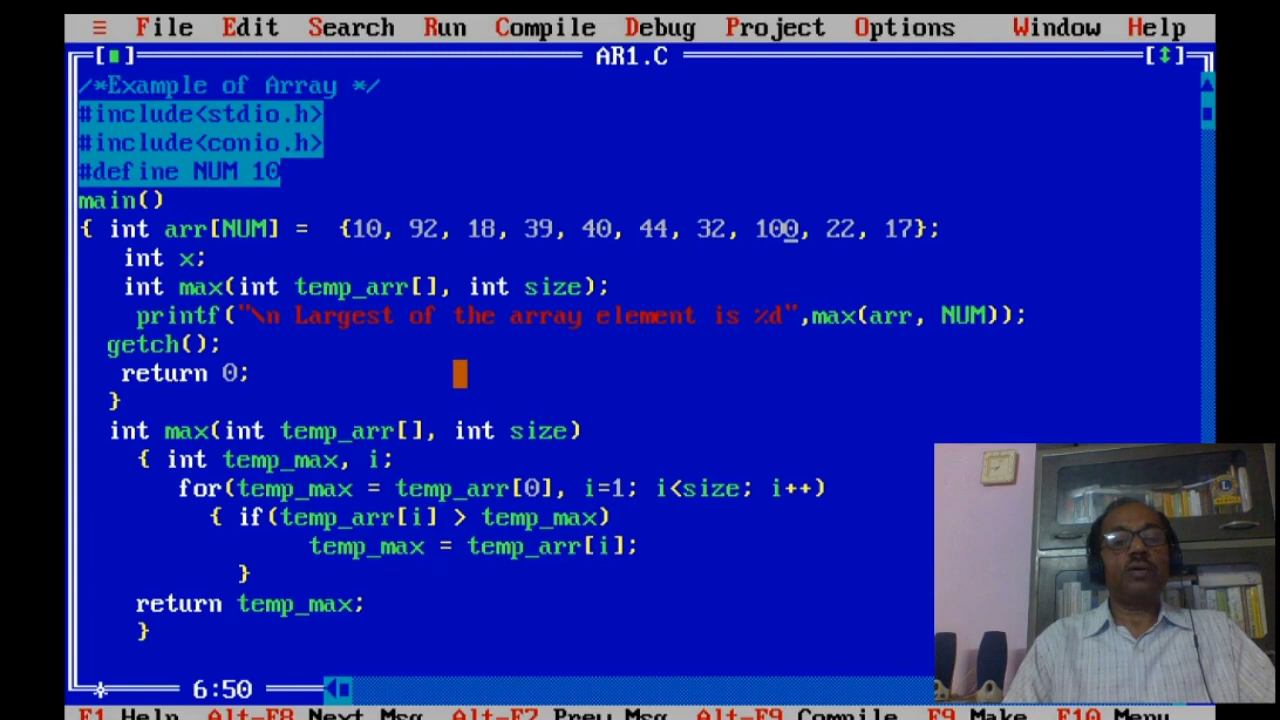 ≡ File Edit Search Run Compile Debug Project Options Window Help
[■] AR1.C [↕]
/*Example of Array */
#include<stdio.h>
#include<conio.h>
#define NUM 10
main()
{ int arr[NUM] = {10, 92, 18, 39, 40, 44, 32, 100, 22, 17};
int x;
int max(int temp_arr[], int size);
printf("\n Largest of the array element is %d",max(arr, NUM));
getch();
return 0;
}
int max(int temp_arr[], int size)
{ int temp_max, i;
for(temp_max = temp_arr[0], i=1; i<size; i++)
{ if(temp_arr[i] > temp_max)
temp_max = temp_arr[i];
}
return temp_max;
}
6:50
F1 Help Alt-F8 Next Msg Alt-F7 Prev Msg Alt-F9 Compile F9 Make F10 Menu